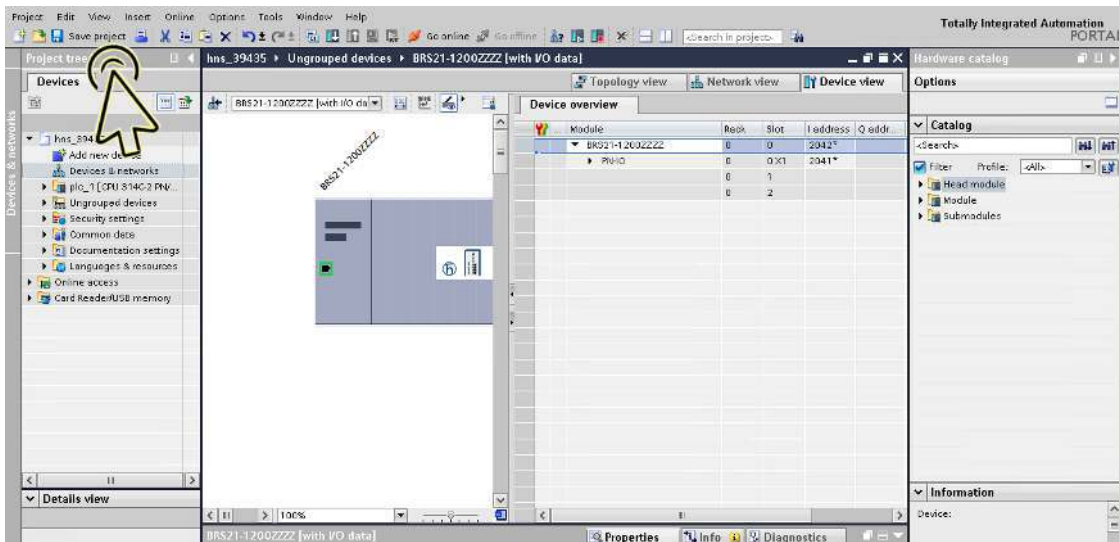 Project Edit View Insert Online Options Tools Window Help
Totally Integrated Automation
PORTAL
Save project
Go online
Go offline
<Search in project>
Project tree
hns_39435 ▸ Ungrouped devices ▸ BRS21-1200ZZZZ [with I/O data]
Hardware catalog
Devices
Topology view
Network view
Device view
Options
BRS21-1200ZZZZ [with I/O da
Device overview
Devices & networks
hns_394
Add new de
Devices & networks
plc_1 [CPU 314C-2 PN/...
Ungrouped devices
Security settings
Common data
Documentation settings
Languages & resources
Online access
Card Reader/USB memory
BRS21-1200ZZZZ
Module Rack Slot I address Q addr...
BRS21-1200ZZZZ 0 0 2042*
PN-IO 0 0 X1 2041*
0 1
0 2
Catalog
<Search>
Filter Profile: <All>
Head module
Module
Submodules
Details view
100%
Information
Device:
BRS21-1200ZZZZ [with I/O data]
Properties
Info
Diagnostics